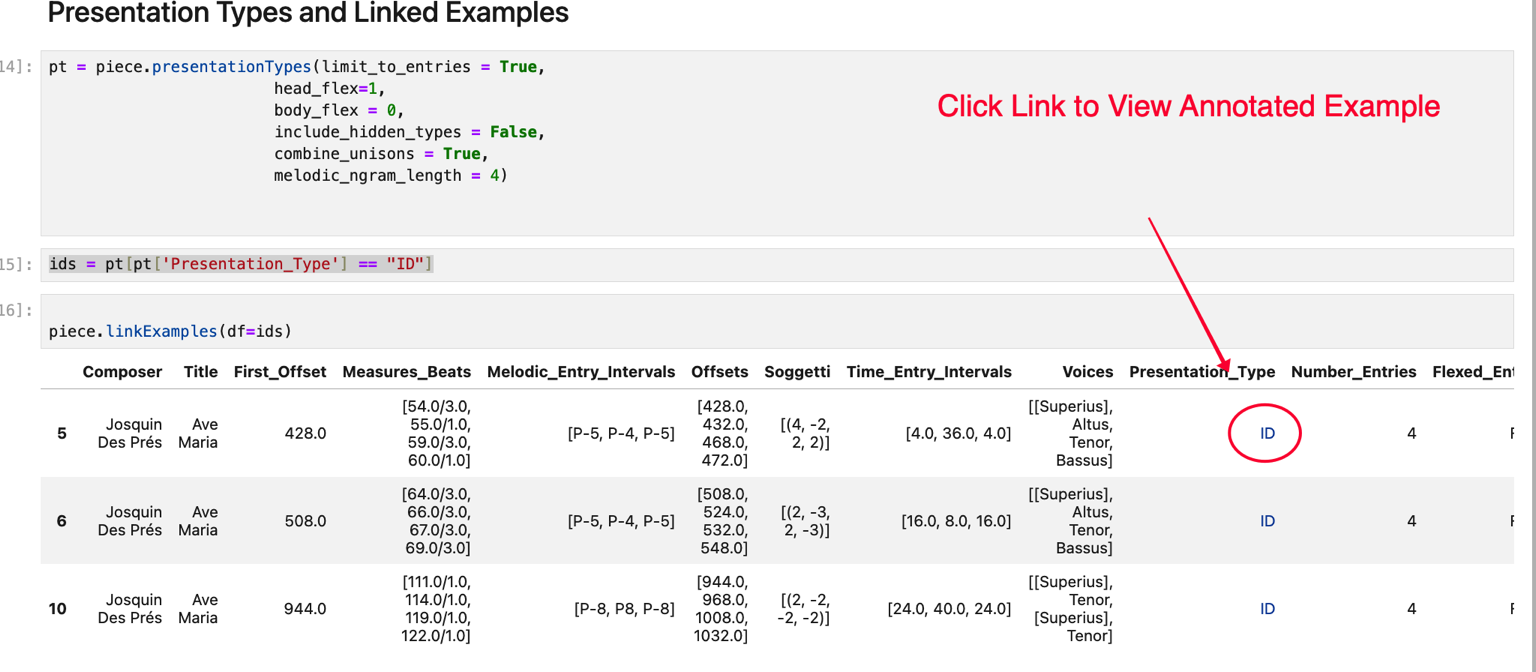 Presentation Types and Linked Examples
14]: pt = piece.presentationTypes(limit_to_entries = True,
head_flex=1,
body_flex = 0,
include_hidden_types = False,
combine_unisons = True,
melodic_ngram_length = 4)
Click Link to View Annotated Example
15]: ids = pt[pt['Presentation_Type'] == "ID"]
16]:
piece.linkExamples(df=ids)
Composer Title First_Offset Measures_Beats Melodic_Entry_Intervals Offsets Soggetti Time_Entry_Intervals Voices Presentation_Type Number_Entries Flexed_Ent
[54.0/3.0, [428.0, [[Superius],
Josquin Ave 55.0/1.0, 432.0, [(4, -2, Altus,
5 428.0 [P-5, P-4, P-5] [4.0, 36.0, 4.0] ID 4 F
Des Prés Maria 59.0/3.0, 468.0, 2, 2)] Tenor,
60.0/1.0] 472.0] Bassus]
[64.0/3.0, [508.0, [[Superius],
Josquin Ave 66.0/3.0, 524.0, [(2, -3, Altus,
6 508.0 [P-5, P-4, P-5] [16.0, 8.0, 16.0] ID 4 F
Des Prés Maria 67.0/3.0, 532.0, 2, -3)] Tenor,
69.0/3.0] 548.0] Bassus]
[111.0/1.0, [944.0, [[Superius],
Josquin Ave 114.0/1.0, 968.0, [(2, -2, Tenor,
10 944.0 [P-8, P8, P-8] [24.0, 40.0, 24.0] ID 4 F
Des Prés Maria 119.0/1.0, 1008.0, -2, -2)] [Superius],
122.0/1.0] 1032.0] Tenor]